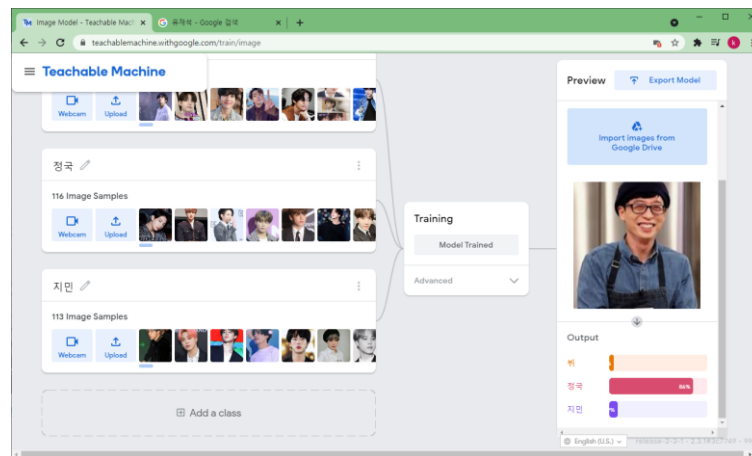 Image Model - Teachable Mach
유재석 - Google 검색
teachablemachine.withgoogle.com/train/image
Teachable Machine
Webcam
Upload
정국
116 Image Samples
Webcam
Upload
지민
113 Image Samples
Webcam
Upload
Add a class
Training
Model Trained
Advanced
Preview
Export Model
Import images from
Google Drive
Output
뷔
정국
86%
지민
%
English (U.S.)